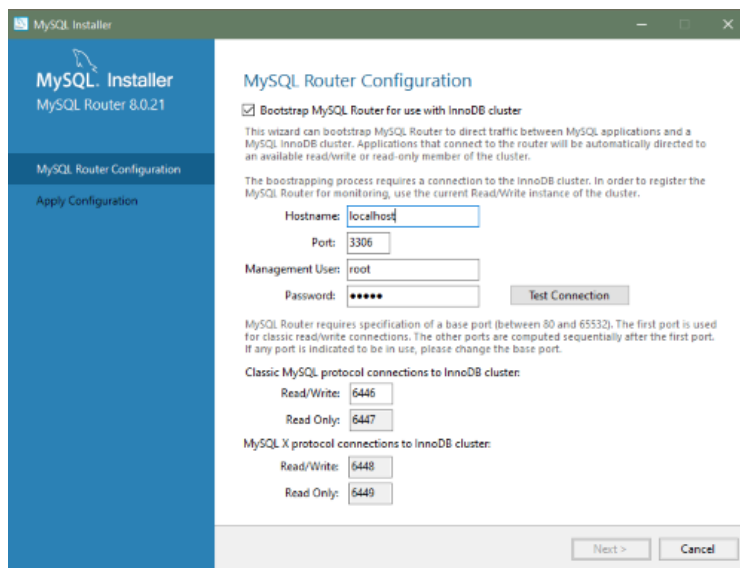 MySQL Installer
MySQL. Installer
MySQL Router 8.0.21
MySQL Router Configuration
Apply Configuration
MySQL Router Configuration
Bootstrap MySQL Router for use with InnoDB cluster
This wizard can bootstrap MySQL Router to direct traffic between MySQL applications and a
MySQL InnoDB cluster. Applications that connect to the router will be automatically directed to
an available read/write or read-only member of the cluster.
The boostrapping process requires a connection to the InnoDB cluster. In order to register the
MySQL Router for monitoring, use the current Read/Write instance of the cluster.
Hostname: localhost
Port: 3306
Management User: root
Password: ●●●●● Test Connection
MySQL Router requires specification of a base port (between 80 and 65532). The first port is used
for classic read/write connections. The other ports are computed sequentially after the first port.
If any port is indicated to be in use, please change the base port.
Classic MySQL protocol connections to InnoDB cluster:
Read/Write: 6446
Read Only: 6447
MySQL X protocol connections to InnoDB cluster:
Read/Write: 6448
Read Only: 6449
Next > Cancel